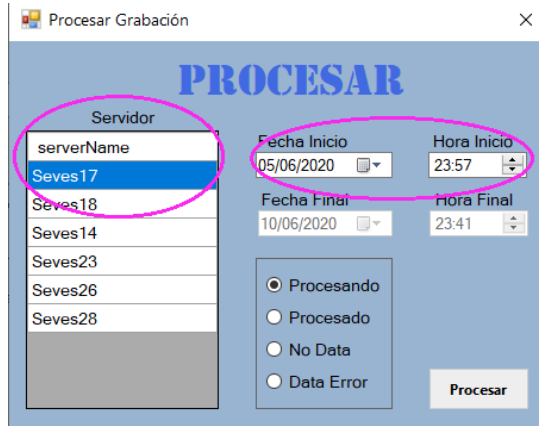 Procesar Grabación
PROCESAR
Servidor
serverName
Seves17
Seves18
Seves14
Seves23
Seves26
Seves28
Fecha Inicio
Hora Inicio
05/06/2020
23:57
Fecha Final
Hora Final
10/06/2020
23:41
Procesando
Procesado
No Data
Data Error
Procesar